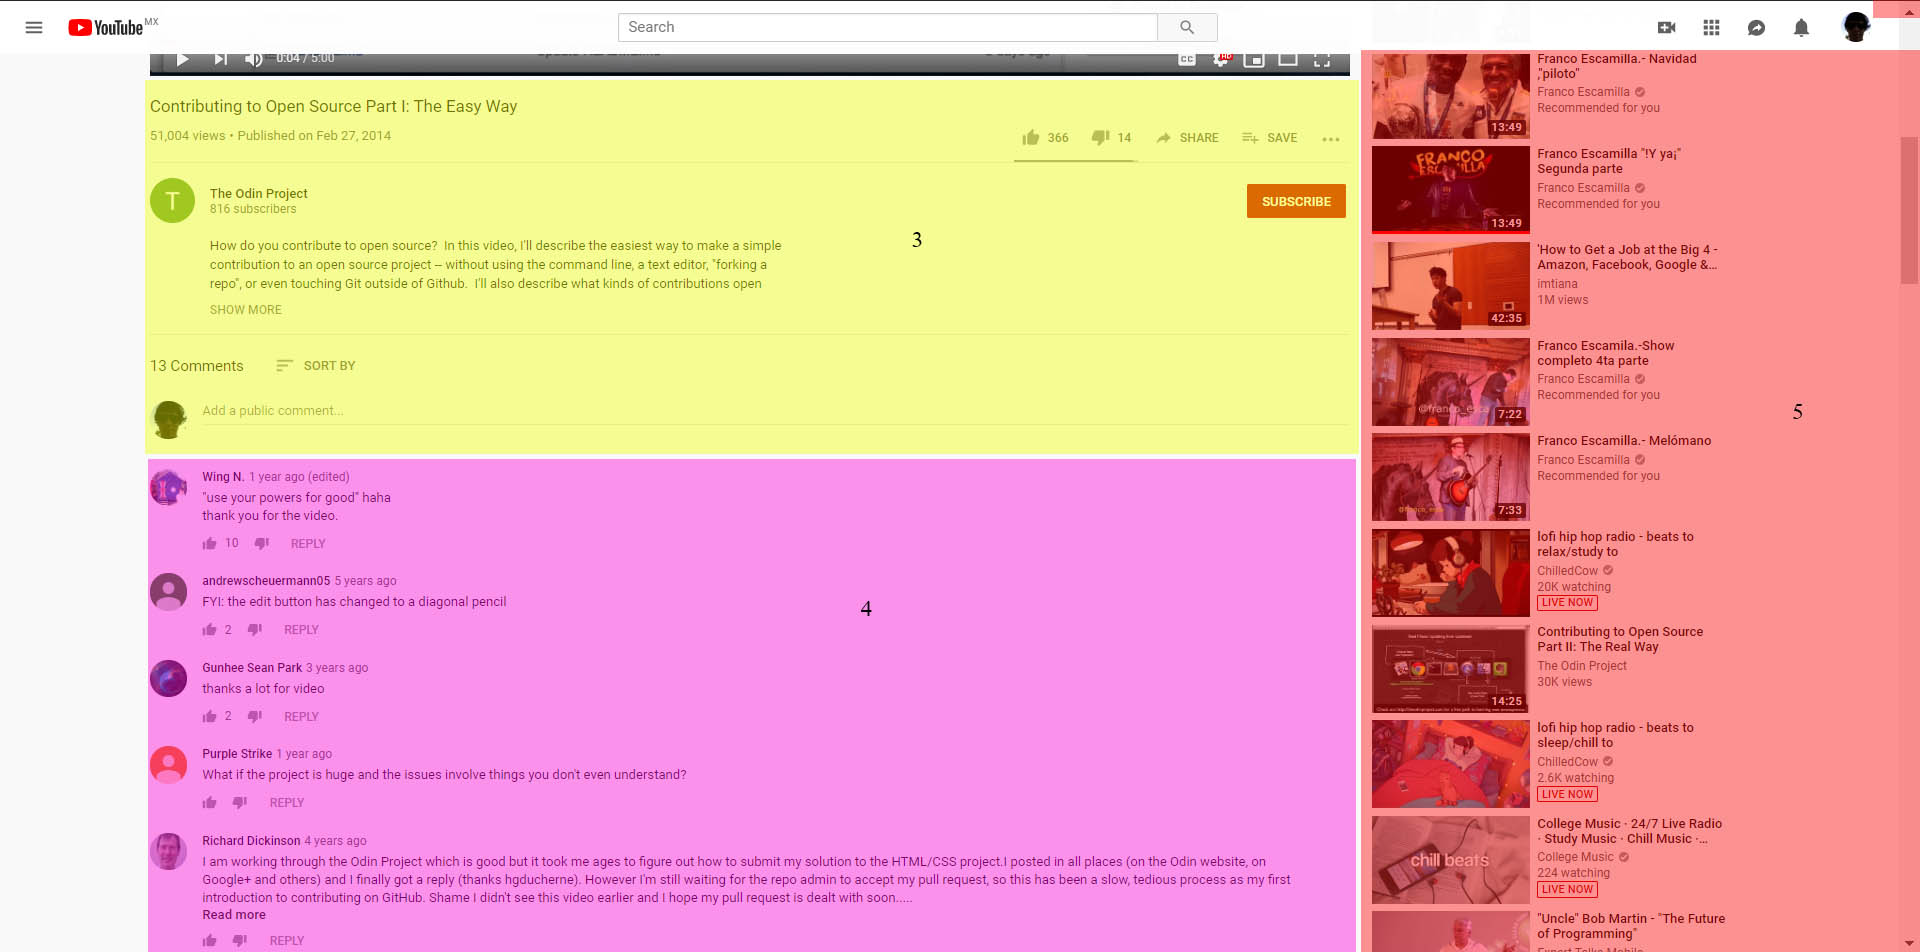 YouTube MX
Search
0:04 / 5:00
CC
HD
Contributing to Open Source Part I: The Easy Way
51,004 views • Published on Feb 27, 2014
366
14
SHARE
SAVE
T
The Odin Project
816 subscribers
SUBSCRIBE
3
How do you contribute to open source?  In this video, I'll describe the easiest way to make a simple
contribution to an open source project -- without using the command line, a text editor, "forking a
repo", or even touching Git outside of Github.  I'll also describe what kinds of contributions open
SHOW MORE
13 Comments
SORT BY
Add a public comment...
Wing N. 1 year ago (edited)
"use your powers for good" haha
thank you for the video.
10
REPLY
andrewscheuermann05 5 years ago
FYI: the edit button has changed to a diagonal pencil
2
REPLY
4
Gunhee Sean Park 3 years ago
thanks a lot for video
2
REPLY
Purple Strike 1 year ago
What if the project is huge and the issues involve things you don't even understand?
REPLY
Richard Dickinson 4 years ago
I am working through the Odin Project which is good but it took me ages to figure out how to submit my solution to the HTML/CSS project.I posted in all places (on the Odin website, on
Google+ and others) and I finally got a reply (thanks hgducherne). However I'm still waiting for the repo admin to accept my pull request, so this has been a slow, tedious process as my first
introduction to contributing on GitHub. Shame I didn't see this video earlier and I hope my pull request is dealt with soon.....
Read more
REPLY
Franco Escamilla.- Navidad
,"piloto"
Franco Escamilla
Recommended for you
13:49
Franco Escamilla "!Y ya¡"
Segunda parte
Franco Escamilla
Recommended for you
FRANCO
13:49
'How to Get a Job at the Big 4 -
Amazon, Facebook, Google &...
imtiana
1M views
42:35
Franco Escamila.-Show
completo 4ta parte
Franco Escamilla
Recommended for you
@franco_esca
7:22
5
Franco Escamilla.- Melómano
Franco Escamilla
Recommended for you
7:33
lofi hip hop radio - beats to
relax/study to
ChilledCow
20K watching
LIVE NOW
Contributing to Open Source
Part II: The Real Way
The Odin Project
30K views
14:25
lofi hip hop radio - beats to
sleep/chill to
ChilledCow
2.6K watching
LIVE NOW
College Music · 24/7 Live Radio
· Study Music · Chill Music ·...
College Music
224 watching
LIVE NOW
chill beats
"Uncle" Bob Martin - "The Future
of Programming"